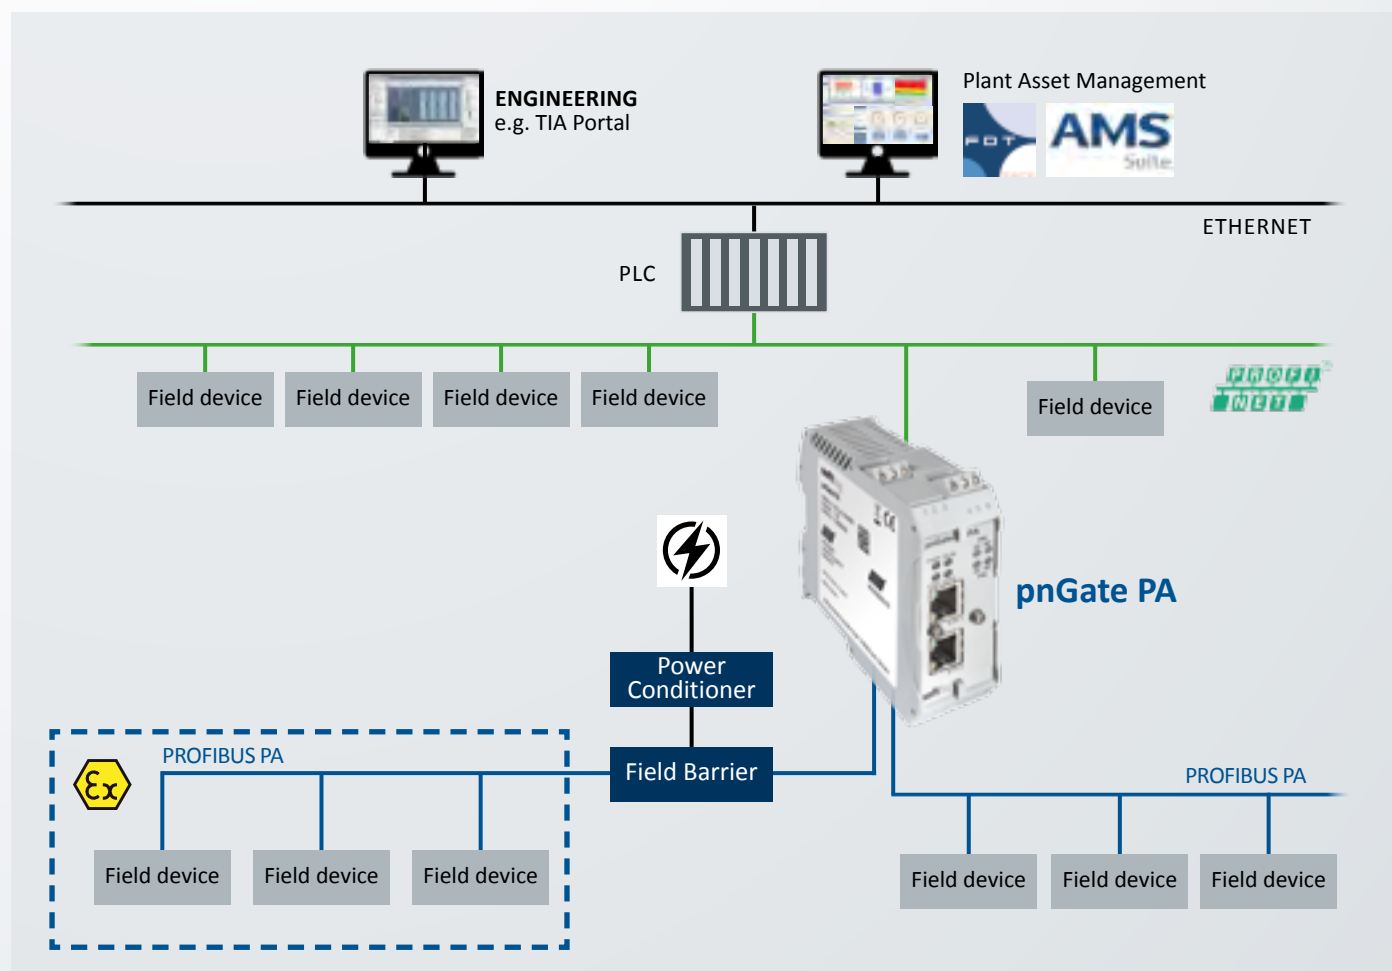 ENGINEERING
e.g. TIA Portal
Plant Asset Management
FDT
AMS
Suite
ETHERNET
PLC
Field device
Field device
Field device
Field device
Field device
PROFI
NET
pnGate PA
Power
Conditioner
Field Barrier
PROFIBUS PA
Ex
Field device
Field device
Field device
PROFIBUS PA
Field device
Field device
Field device